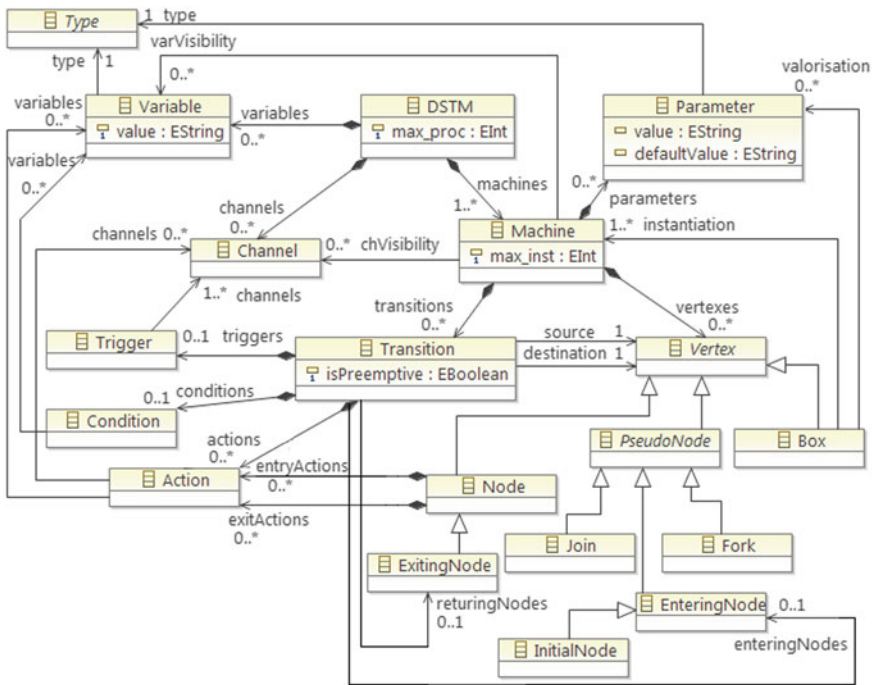 Type
1 type
varVisibility
type 1
0..*
valorisation
0..*
variables
0..*
Variable
value : EString
variables
0..*
DSTM
max_proc : EInt
Parameter
value : EString
defaultValue : EString
variables
0..*
machines
1..*
0..*
parameters
channels
0..*
channels 0..*
Channel
0..* chVisibility
Machine
max_inst : EInt
1..* instantiation
1..* channels
transitions
0..*
vertexes
0..*
Trigger
0..1 triggers
Transition
isPreemptive : EBoolean
source 1
destination 1
Vertex
conditions
0..1
Condition
actions
0..*
PseudoNode
Box
Action
entryActions
0..*
Node
exitActions
0..*
Join
Fork
ExitingNode
returingNodes
0..1
EnteringNode
0..1
enteringNodes
InitialNode